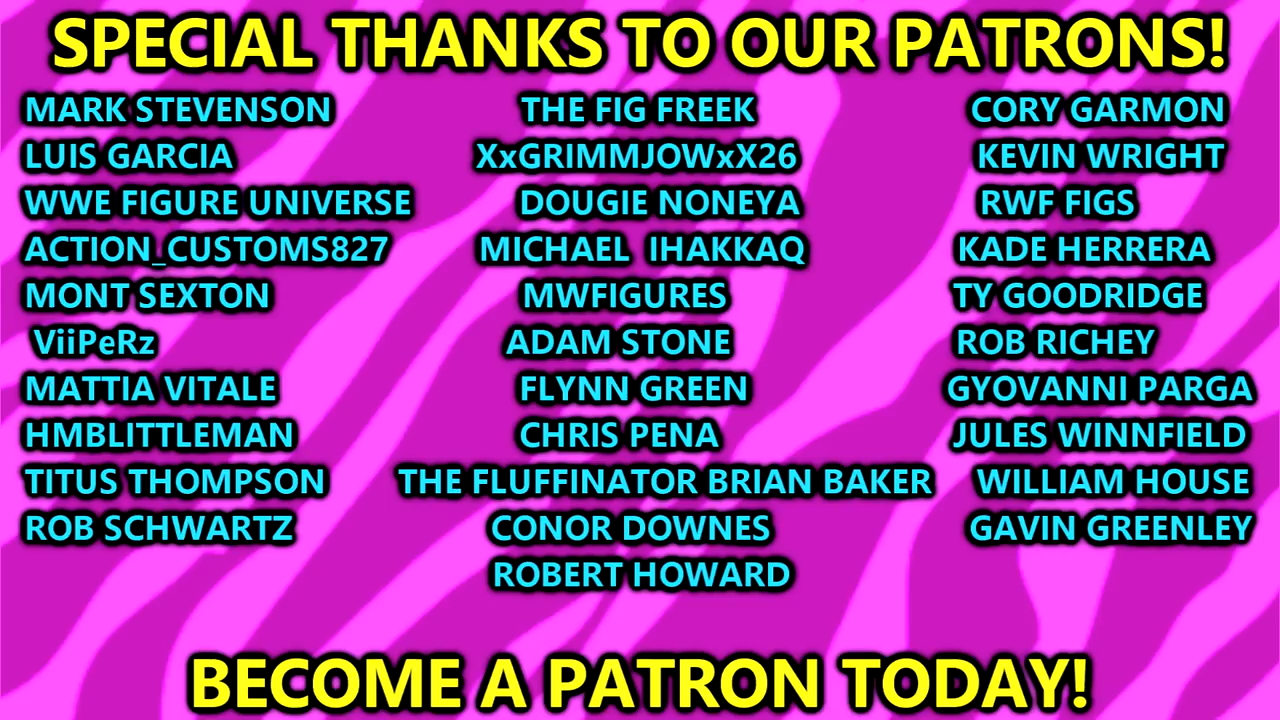 SPECIAL THANKS TO OUR PATRONS!
MARK STEVENSON THE FIG FREEK CORY GARMON
LUIS GARCIA XxGRIMMJOWxX26 KEVIN WRIGHT
WWE FIGURE UNIVERSE DOUGIE NONEYA RWF FIGS
ACTION_CUSTOMS827 MICHAEL IHAKKAQ KADE HERRERA
MONT SEXTON MWFIGURES TY GOODRIDGE
ViiPeRz ADAM STONE ROB RICHEY
MATTIA VITALE FLYNN GREEN GYOVANNI PARGA
HMBLITTLEMAN CHRIS PENA JULES WINNFIELD
TITUS THOMPSON THE FLUFFINATOR BRIAN BAKER WILLIAM HOUSE
ROB SCHWARTZ CONOR DOWNES GAVIN GREENLEY
ROBERT HOWARD
BECOME A PATRON TODAY!